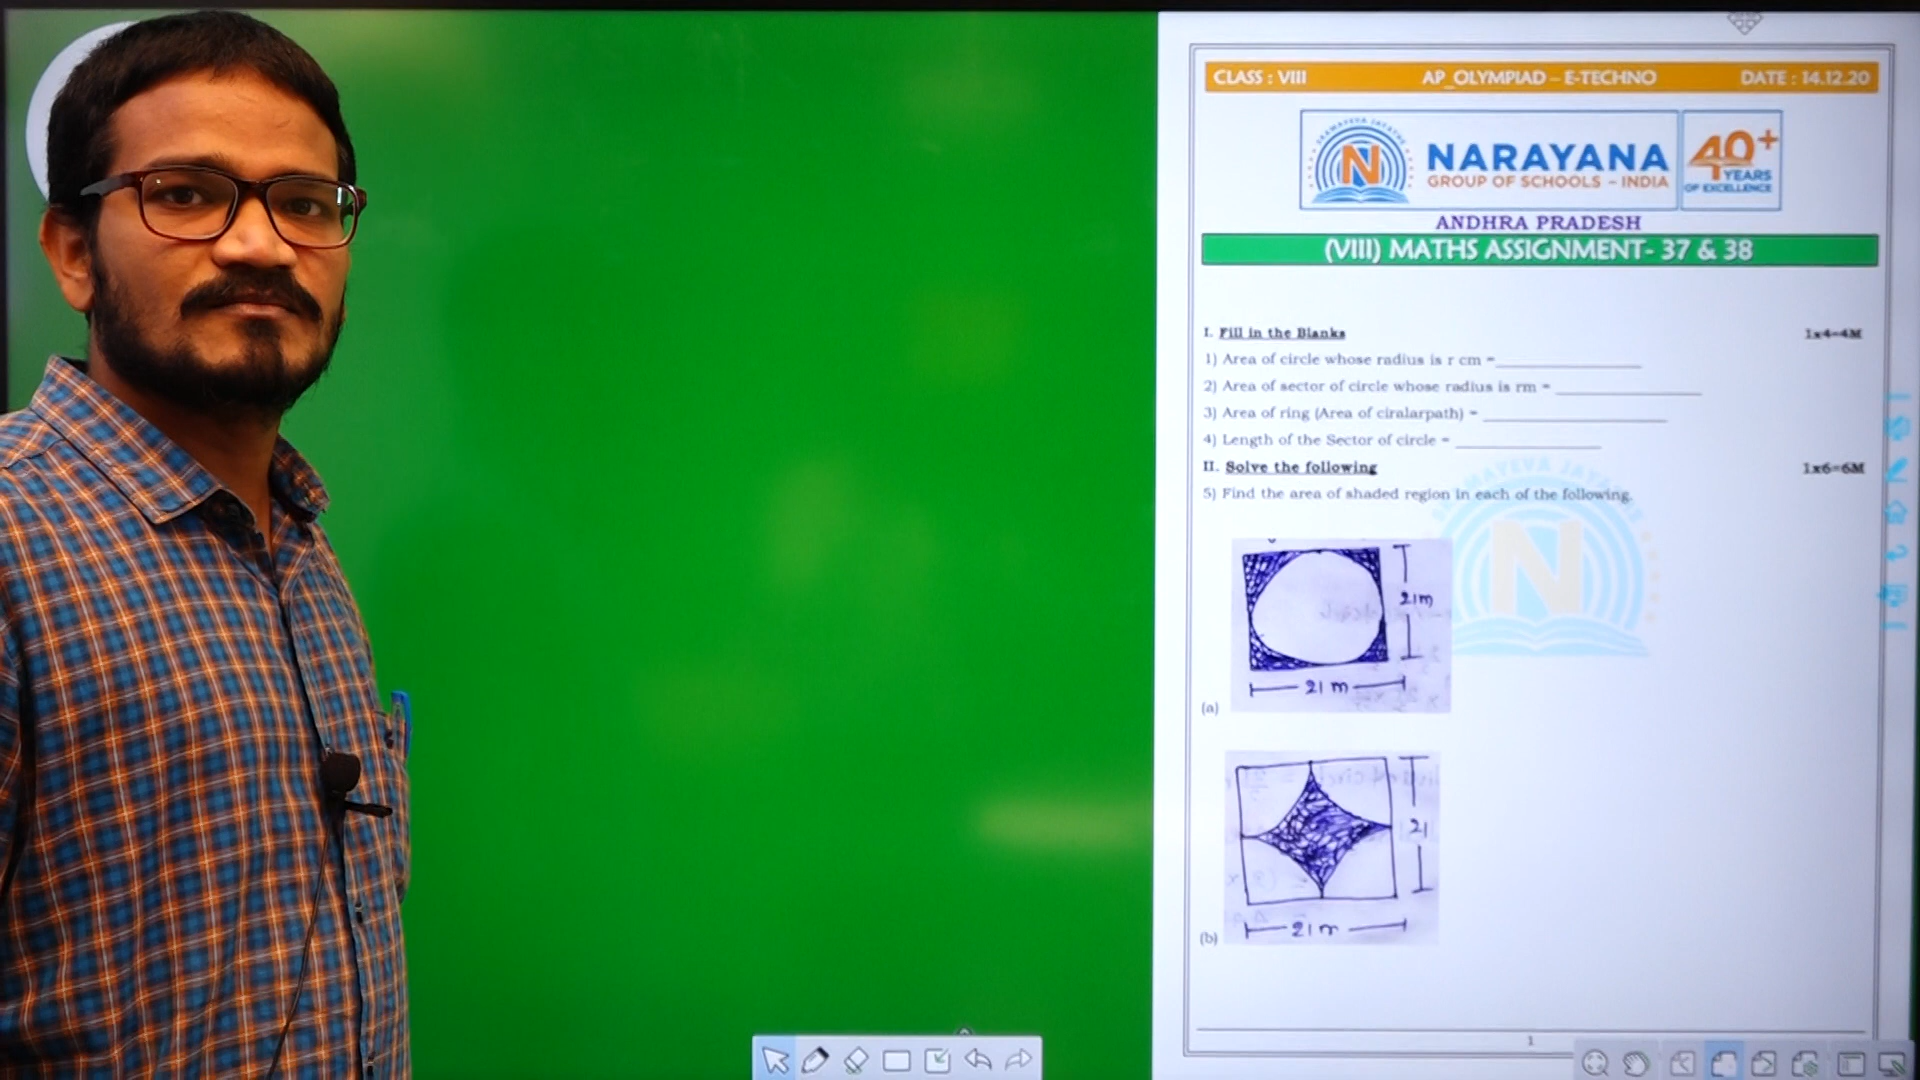 CLASS : VIII AP_OLYMPIAD – E-TECHNO DATE : 14.12.20
SRAMAYEVA JAYATHE
N
NARAYANA
GROUP OF SCHOOLS – INDIA
40+
YEARS
OF EXCELLENCE
ANDHRA PRADESH
(VIII) MATHS ASSIGNMENT- 37 & 38
I. Fill in the Blanks 1x4=4M
1) Area of circle whose radius is r cm =
2) Area of sector of circle whose radius is rm =
3) Area of ring (Area of ciralarpath) =
4) Length of the Sector of circle =
II. Solve the following 1x6=6M
5) Find the area of shaded region in each of the following.
N
21m
21 m
(a)
21
21 m
(b)
1